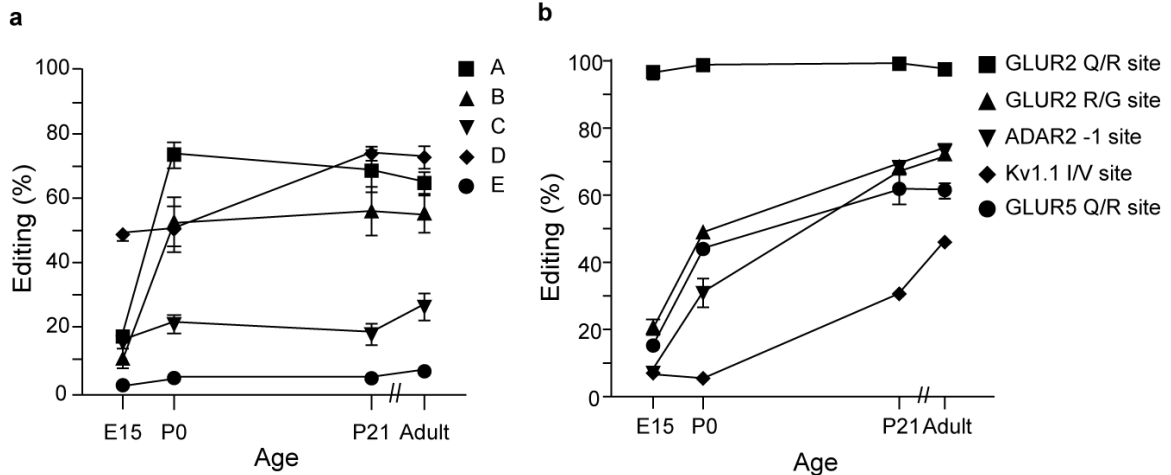 a
Editing (%)
100
80
60
40
20
0
E15 P0 P21 Adult
Age
A
B
C
D
E
b
Editing (%)
100
80
60
40
20
0
E15 P0 P21 Adult
Age
GLUR2 Q/R site
GLUR2 R/G site
ADAR2 -1 site
Kv1.1 I/V site
GLUR5 Q/R site